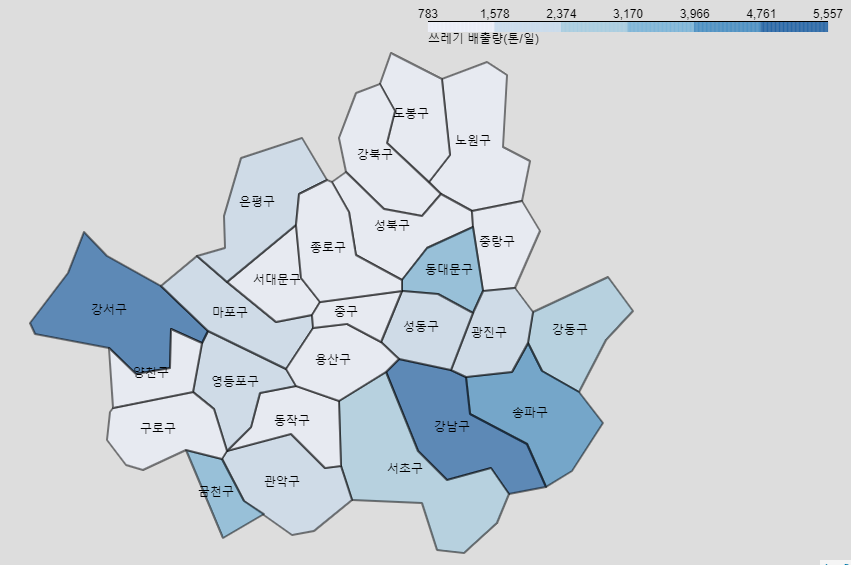 783 1,578 2,374 3,170 3,966 4,761 5,557
쓰레기 배출량(톤/일)
도봉구
노원구
강북구
은평구
성북구
중랑구
종로구
동대문구
서대문구
강서구
마포구
중구
성동구
광진구
강동구
용산구
양천구
영등포구
송파구
동작구
강남구
구로구
서초구
관악구
금천구